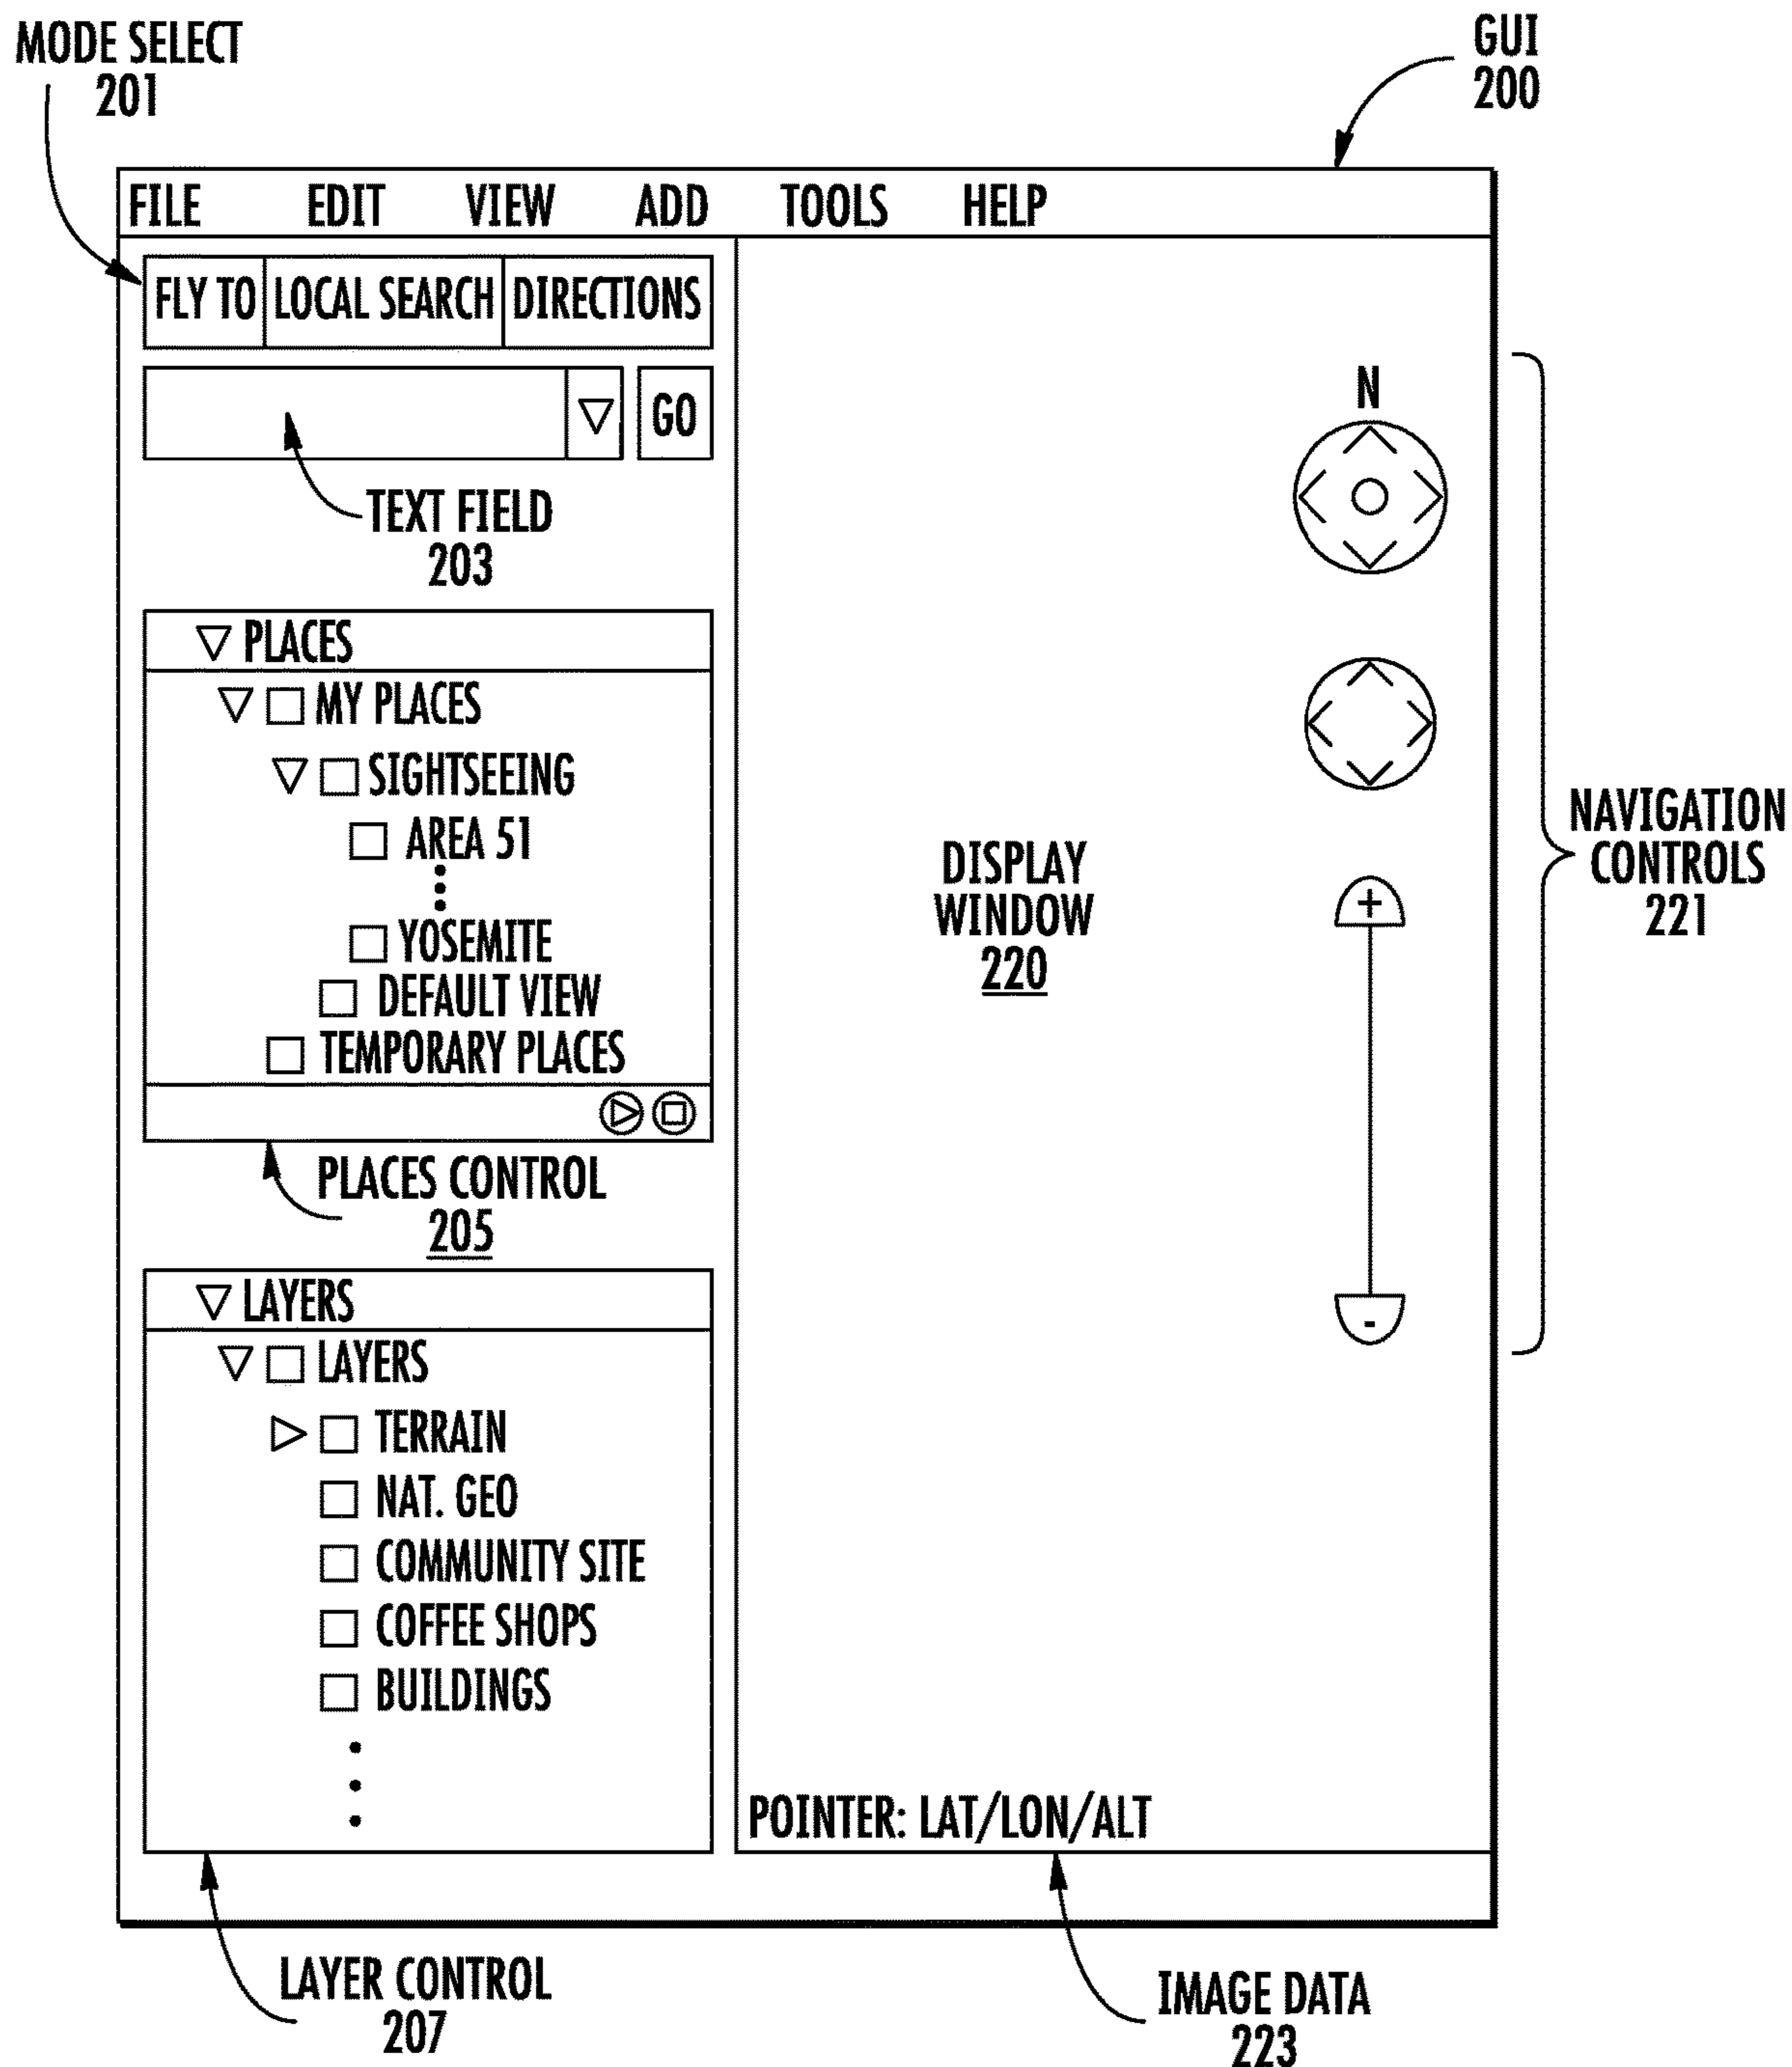 MODE SELECT
201
GUI
200
FILE EDIT VIEW ADD TOOLS HELP
FLY TO LOCAL SEARCH DIRECTIONS
GO
TEXT FIELD
203
PLACES
MY PLACES
SIGHTSEEING
AREA 51
YOSEMITE
DEFAULT VIEW
TEMPORARY PLACES
PLACES CONTROL
205
LAYERS
LAYERS
TERRAIN
NAT. GEO
COMMUNITY SITE
COFFEE SHOPS
BUILDINGS
LAYER CONTROL
207
N
DISPLAY
WINDOW
220
+
-
NAVIGATION
CONTROLS
221
POINTER: LAT/LON/ALT
IMAGE DATA
223